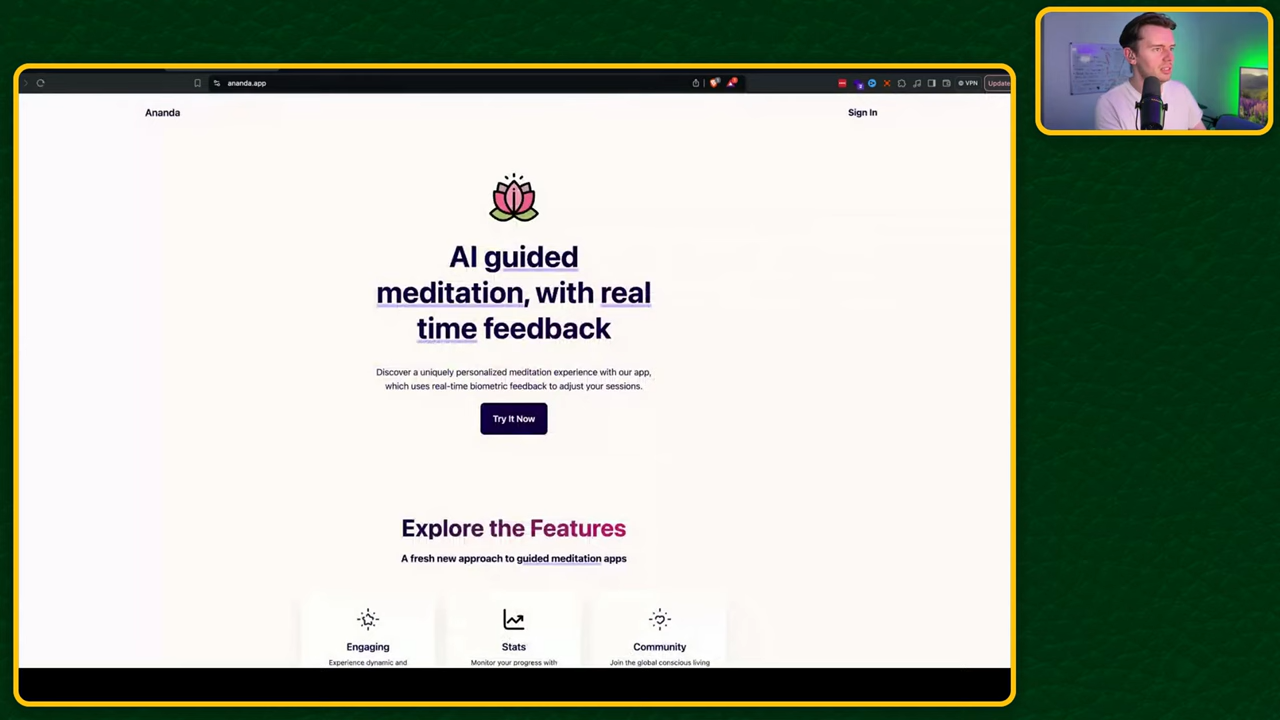 ananda.app
VPN
Update
Ananda
Sign In
AI guided
meditation, with real
time feedback
Discover a uniquely personalized meditation experience with our app,
which uses real-time biometric feedback to adjust your sessions.
Try It Now
Explore the Features
A fresh new approach to guided meditation apps
Engaging
Stats
Community
Experience dynamic and
Monitor your progress with
Join the global conscious living